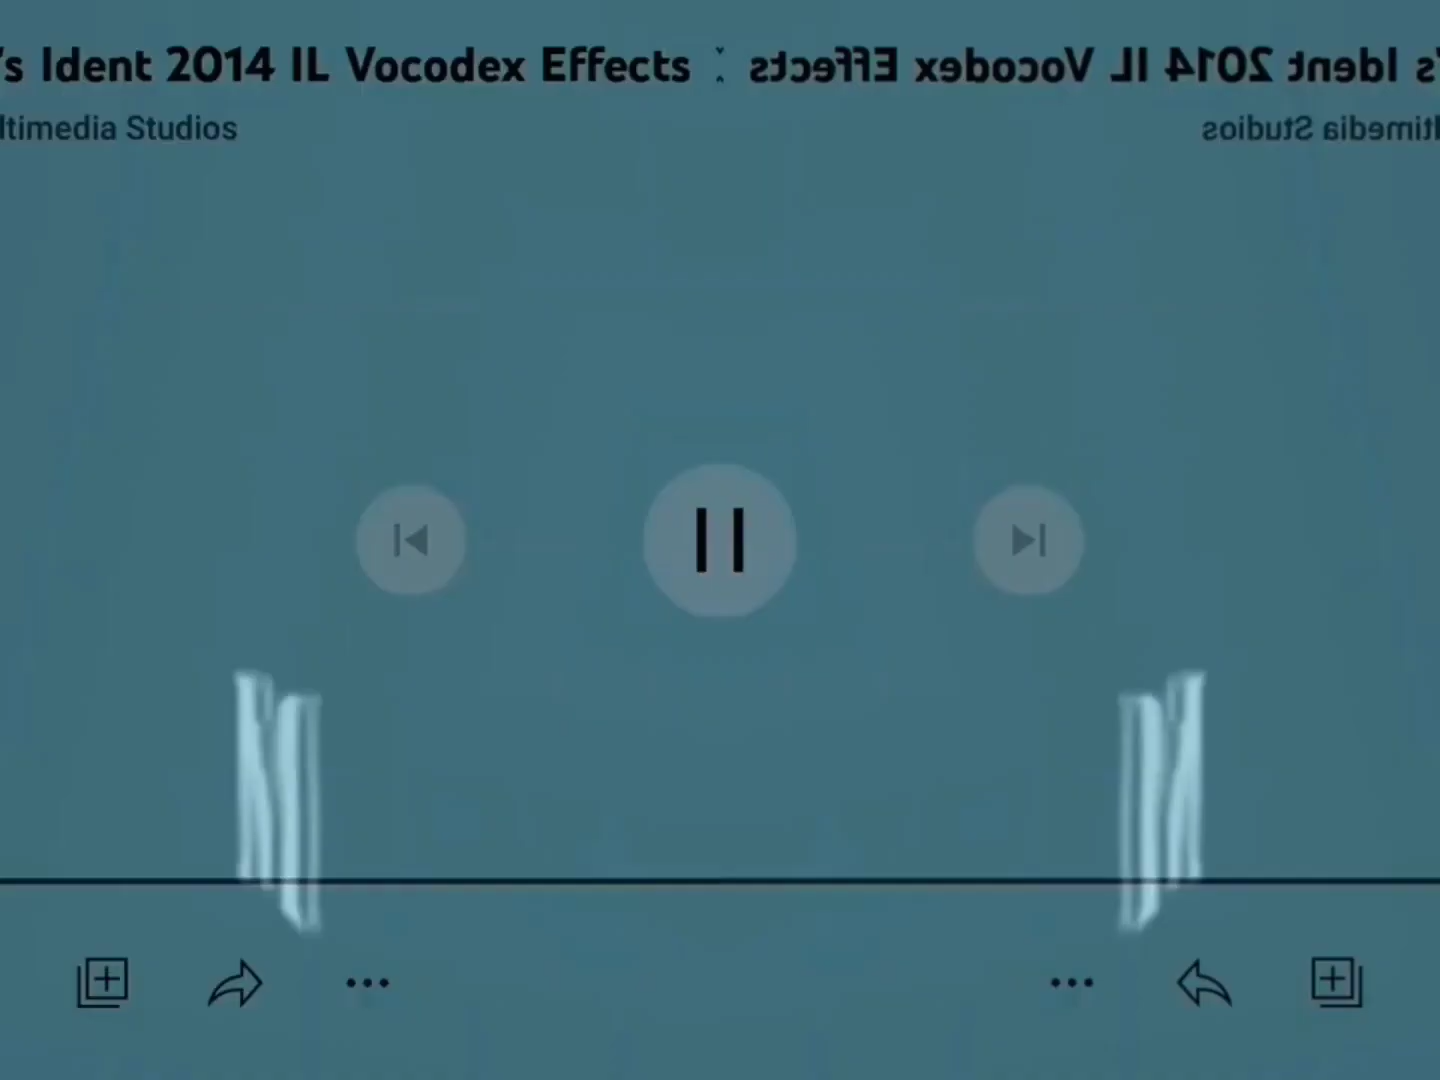 's Ident 2014 IL Vocodex Effects : 's Ident 2014 IL Vocodex Effects
ltimedia Studios ltimedia Studios